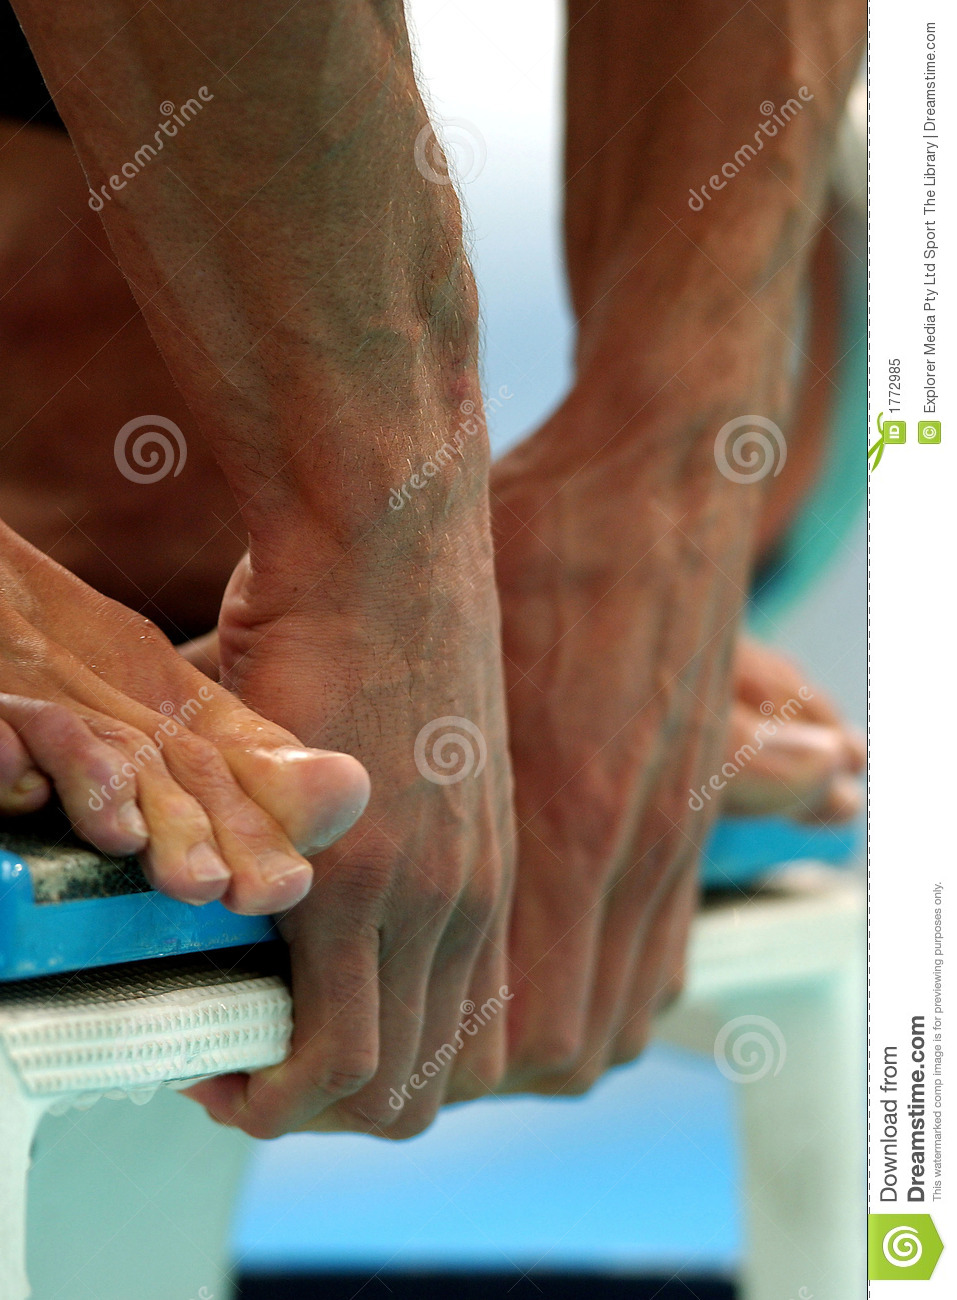 dreamstime
dreamstime
dreamstime
dreamstime
dreamstime
dreamstime
ID 1772985
© Explorer Media Pty Ltd Sport The Library | Dreamstime.com
Download from
Dreamstime.com
This watermarked comp image is for previewing purposes only.